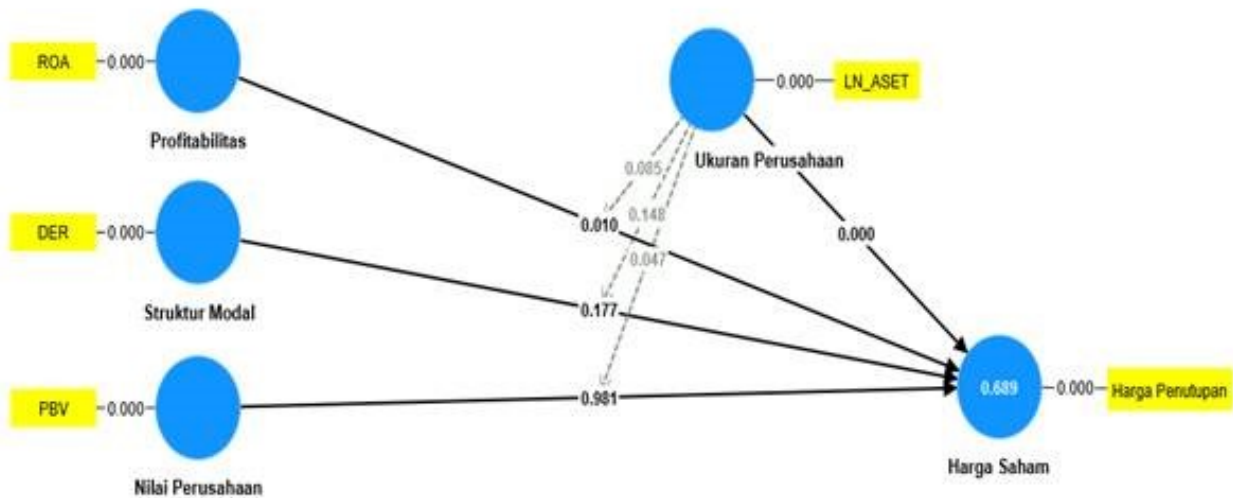 ROA
0.000
Profitabilitas
0.000
LN_ASET
Ukuran Perusahaan
0.085
0.148
0.047
0.010
0.000
DER
0.000
Struktur Modal
0.177
PBV
0.000
Nilai Perusahaan
0.981
0.689
0.000
Harga Penutupan
Harga Saham